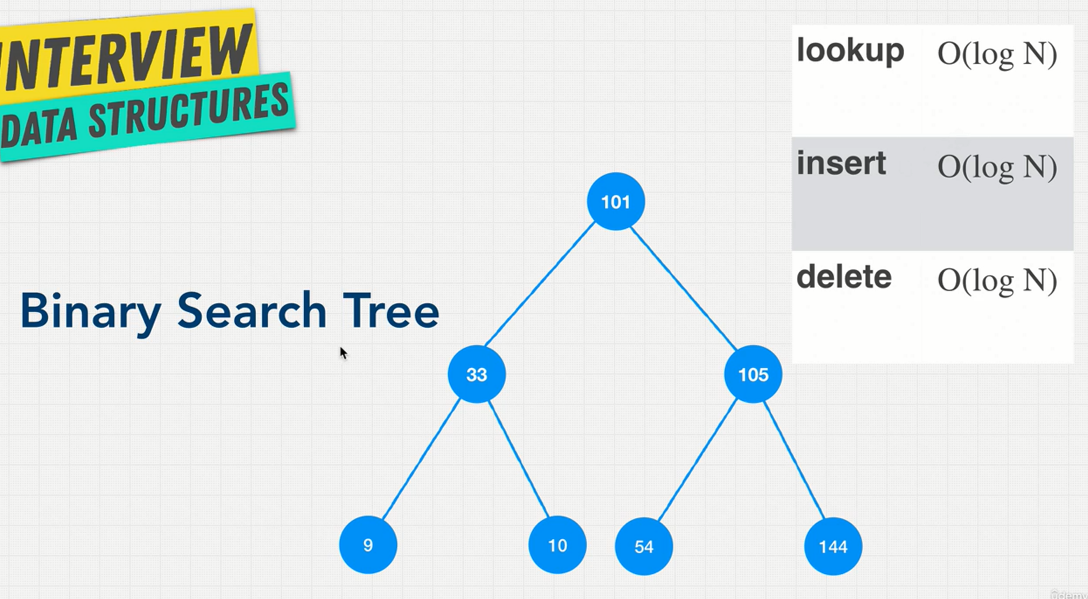 INTERVIEW
DATA STRUCTURES
lookup O(log N)
insert O(log N)
delete O(log N)
Binary Search Tree
101
33 105
9 10 54 144
Udemy